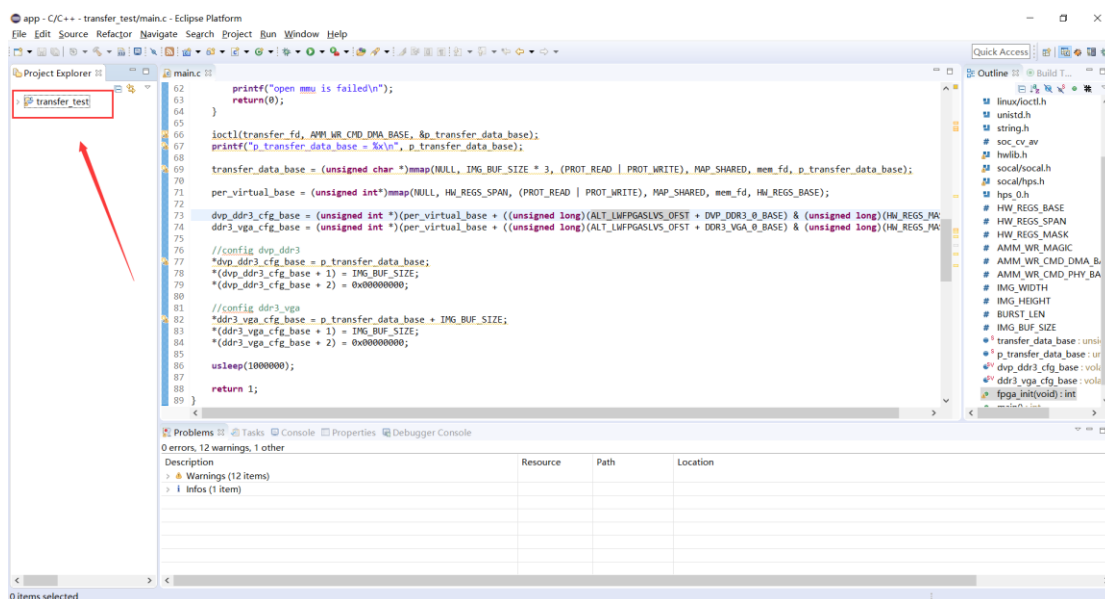 app - C/C++ - transfer_test/main.c - Eclipse Platform
File Edit Source Refactor Navigate Search Project Run Window Help
Quick Access
Project Explorer
main.c
Outline
Build T...
transfer_test
62 printf("open mmu is failed\n");
63 return(0);
64 }
65
66 ioctl(transfer_fd, AMM_WR_CMD_DMA_BASE, &p_transfer_data_base);
67 printf("p_transfer_data_base = %x\n", p_transfer_data_base);
68
69 transfer_data_base = (unsigned char *)mmap(NULL, IMG_BUF_SIZE * 3, (PROT_READ | PROT_WRITE), MAP_SHARED, mem_fd, p_transfer_data_base);
70
71 per_virtual_base = (unsigned int*)mmap(NULL, HW_REGS_SPAN, (PROT_READ | PROT_WRITE), MAP_SHARED, mem_fd, HW_REGS_BASE);
72
73 dvp_ddr3_cfg_base = (unsigned int *)(per_virtual_base + ((unsigned long)(ALT_LWFPGASLVS_OFST + DVP_DDR3_0_BASE) & (unsigned long)(HW_REGS_MA
74 ddr3_vga_cfg_base = (unsigned int *)(per_virtual_base + ((unsigned long)(ALT_LWFPGASLVS_OFST + DDR3_VGA_0_BASE) & (unsigned long)(HW_REGS_MA
75
76 //config dvp_ddr3
77 *dvp_ddr3_cfg_base = p_transfer_data_base;
78 *(dvp_ddr3_cfg_base + 1) = IMG_BUF_SIZE;
79 *(dvp_ddr3_cfg_base + 2) = 0x00000000;
80
81 //config ddr3_vga
82 *ddr3_vga_cfg_base = p_transfer_data_base + IMG_BUF_SIZE;
83 *(ddr3_vga_cfg_base + 1) = IMG_BUF_SIZE;
84 *(ddr3_vga_cfg_base + 2) = 0x00000000;
85
86 usleep(1000000);
87
88 return 1;
89 }
linux/ioctl.h
unistd.h
string.h
soc_cv_av
hwlib.h
socal/socal.h
socal/hps.h
hps_0.h
HW_REGS_BASE
HW_REGS_SPAN
HW_REGS_MASK
AMM_WR_MAGIC
AMM_WR_CMD_DMA_BA
AMM_WR_CMD_PHY_BA
IMG_WIDTH
IMG_HEIGHT
BURST_LEN
IMG_BUF_SIZE
transfer_data_base : unsi
p_transfer_data_base : ur
dvp_ddr3_cfg_base : vola
ddr3_vga_cfg_base : vola
fpga_init(void) : int
Problems
Tasks
Console
Properties
Debugger Console
0 errors, 12 warnings, 1 other
Description Resource Path Location
Warnings (12 items)
Infos (1 item)
0 items selected